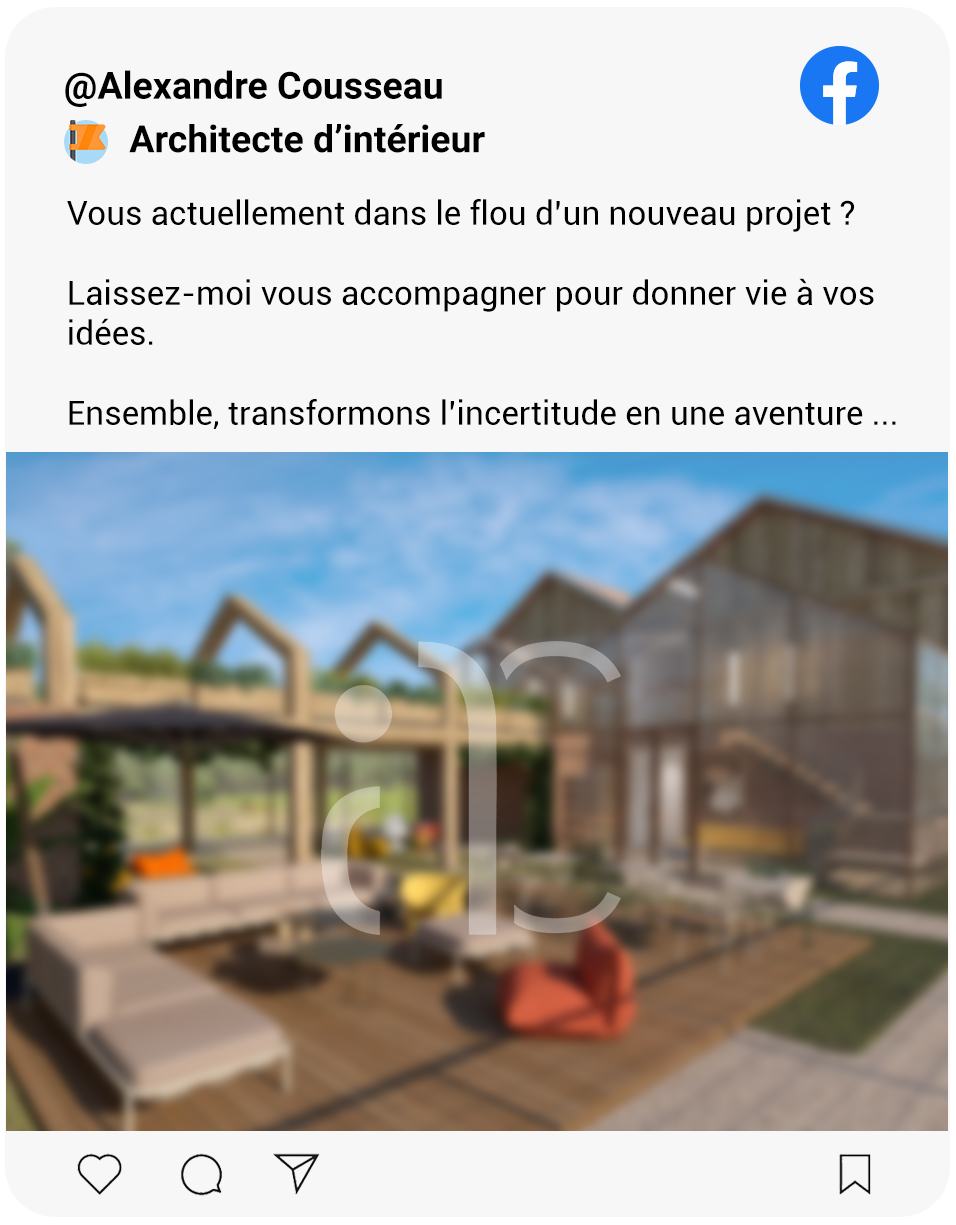 @Alexandre Cousseau
Architecte d’intérieur
Vous actuellement dans le flou d'un nouveau projet ?
Laissez-moi vous accompagner pour donner vie à vos
idées.
Ensemble, transformons l'incertitude en une aventure ...